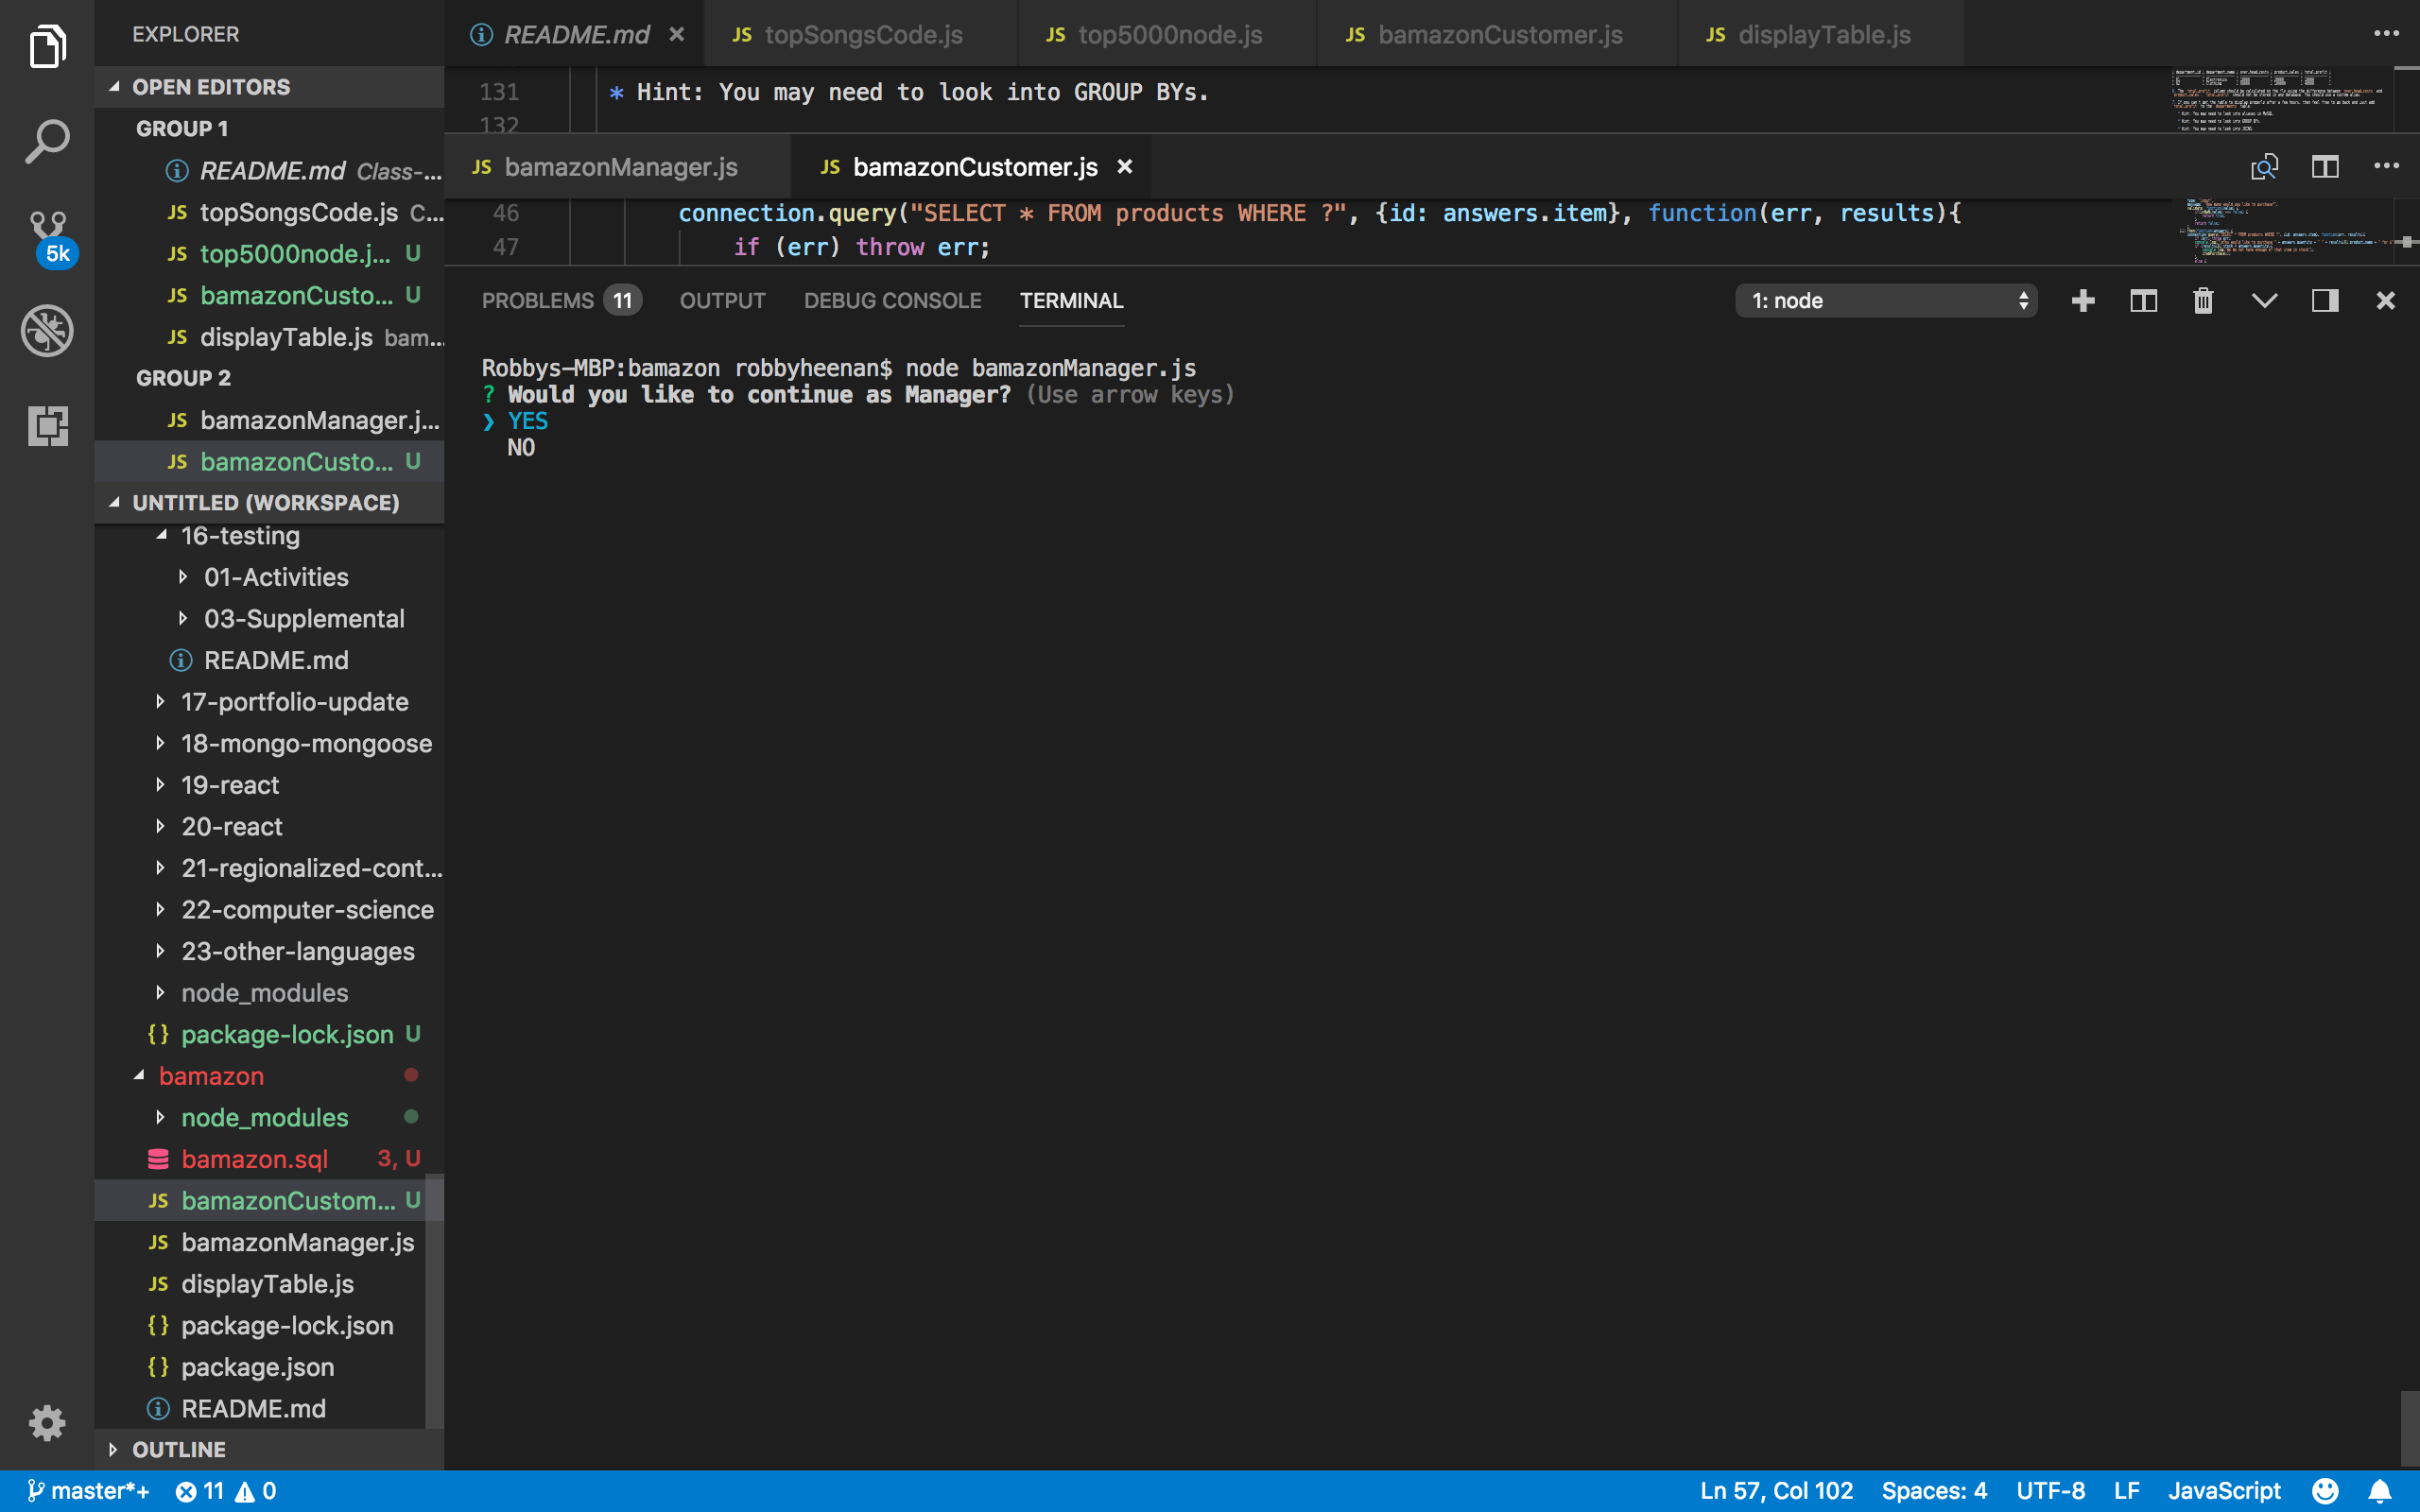 EXPLORER
OPEN EDITORS
GROUP 1
README.md Class-...
JS topSongsCode.js C...
5k
JS top5000node.j... U
JS bamazonCusto... U
JS displayTable.js bam...
GROUP 2
JS bamazonManager.j...
JS bamazonCusto... U
UNTITLED (WORKSPACE)
16-testing
01-Activities
03-Supplemental
README.md
17-portfolio-update
18-mongo-mongoose
19-react
20-react
21-regionalized-cont...
22-computer-science
23-other-languages
node_modules
{} package-lock.json U
bamazon
node_modules
bamazon.sql 3, U
JS bamazonCustom... U
JS bamazonManager.js
JS displayTable.js
{} package-lock.json
{} package.json
README.md
OUTLINE
README.md JS topSongsCode.js JS top5000node.js JS bamazonCustomer.js JS displayTable.js
131 * Hint: You may need to look into GROUP BYs.
132
JS bamazonManager.js JS bamazonCustomer.js
46 connection.query("SELECT * FROM products WHERE ?", {id: answers.item}, function(err, results){
47 if (err) throw err;
PROBLEMS 11 OUTPUT DEBUG CONSOLE TERMINAL 1: node
Robbys-MBP:bamazon robbyheenan$ node bamazonManager.js
? Would you like to continue as Manager? (Use arrow keys)
❯ YES
NO
master*+ 11 0 Ln 57, Col 102 Spaces: 4 UTF-8 LF JavaScript